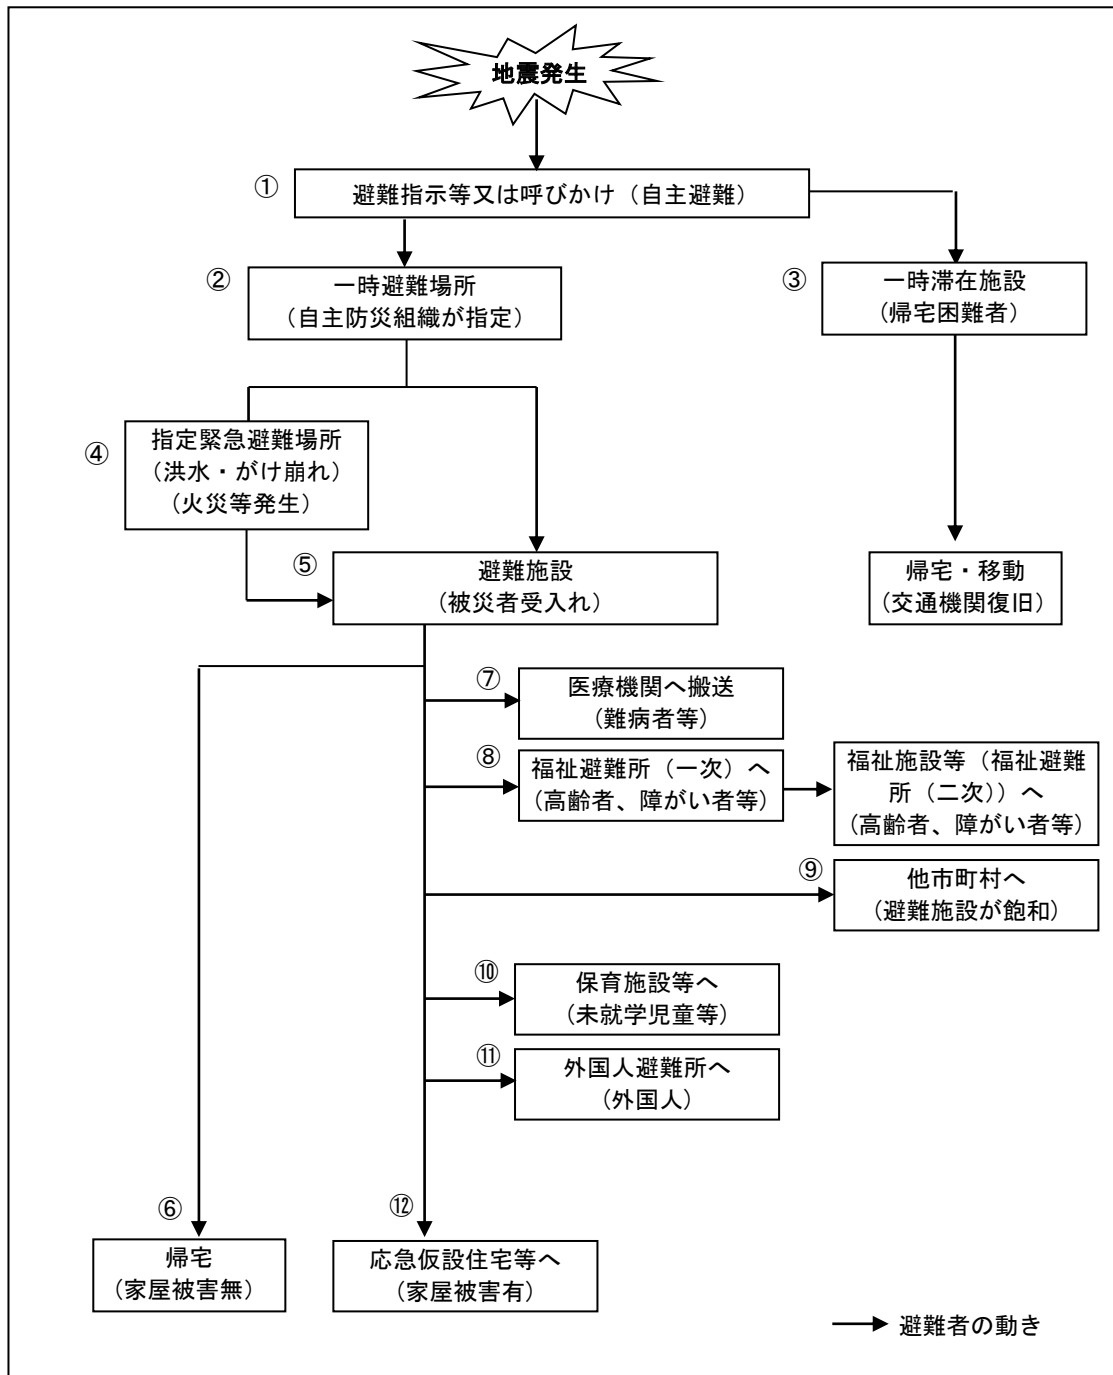 地震発生
①
避難指示等又は呼びかけ（自主避難）
②
一時避難場所
（自主防災組織が指定）
③
一時滞在施設
（帰宅困難者）
④
指定緊急避難場所
（洪水・がけ崩れ）
（火災等発生）
⑤
避難施設
（被災者受入れ）
帰宅・移動
（交通機関復旧）
⑦
医療機関へ搬送
（難病者等）
⑧
福祉避難所（一次）へ
（高齢者、障がい者等）
福祉施設等（福祉避難
所（二次））へ
（高齢者、障がい者等）
⑨
他市町村へ
（避難施設が飽和）
⑩
保育施設等へ
（未就学児童等）
⑪
外国人避難所へ
（外国人）
⑥
帰宅
（家屋被害無）
⑫
応急仮設住宅等へ
（家屋被害有）
避難者の動き